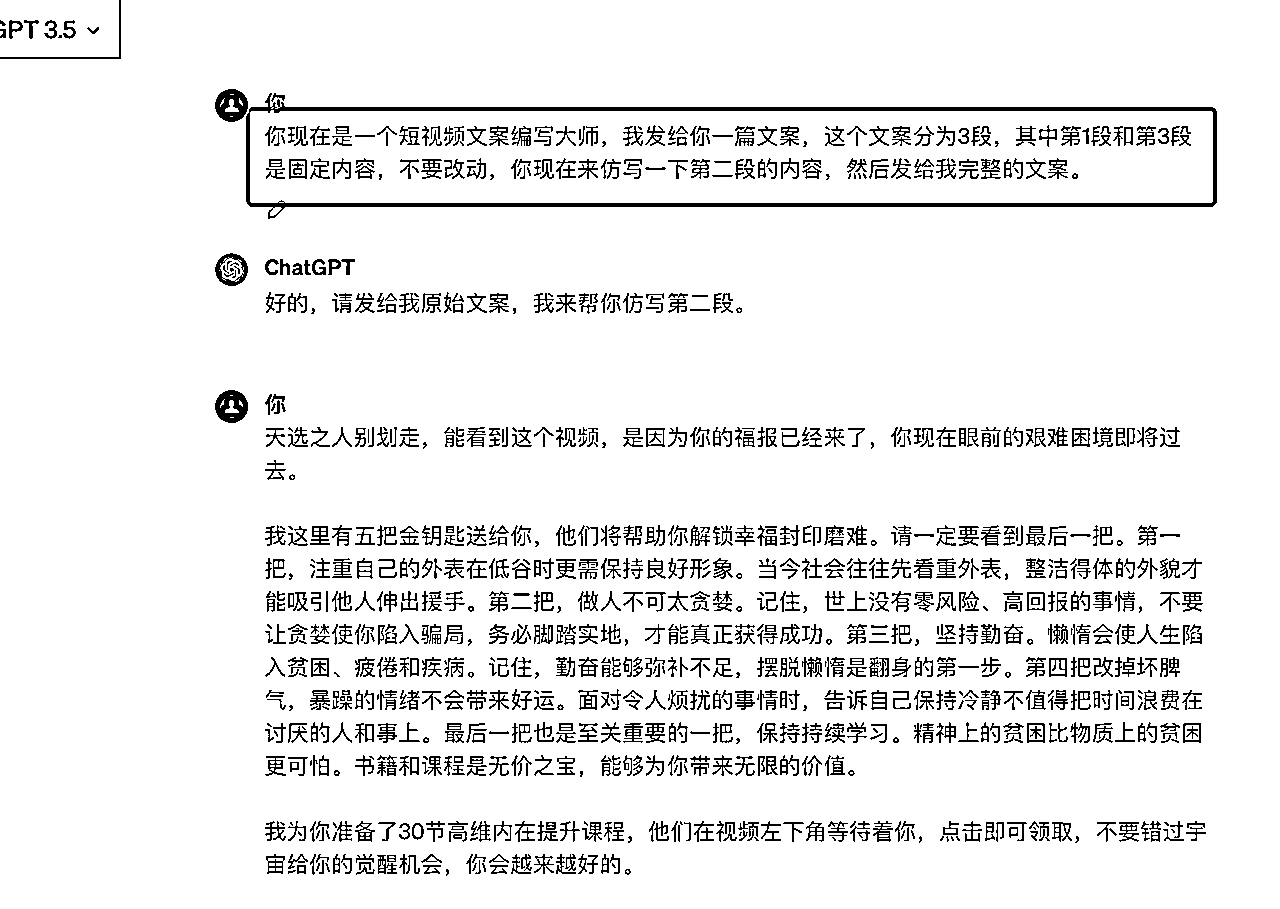 GPT 3.5
你
你现在是一个短视频文案编写大师，我发给你一篇文案，这个文案分为3段，其中第1段和第3段
是固定内容，不要改动，你现在来仿写一下第二段的内容，然后发给我完整的文案。
ChatGPT
好的，请发给我原始文案，我来帮你仿写第二段。
你
天选之人别划走，能看到这个视频，是因为你的福报已经来了，你现在眼前的艰难困境即将过
去。
我这里有五把金钥匙送给你，他们将帮助你解锁幸福封印磨难。请一定要看到最后一把。第一
把，注重自己的外表在低谷时更需保持良好形象。当今社会往往先看重外表，整洁得体的外貌才
能吸引他人伸出援手。第二把，做人不可太贪婪。记住，世上没有零风险、高回报的事情，不要
让贪婪使你陷入骗局，务必脚踏实地，才能真正获得成功。第三把，坚持勤奋。懒惰会使人生陷
入贫困、疲倦和疾病。记住，勤奋能够弥补不足，摆脱懒惰是翻身的第一步。第四把改掉坏脾
气，暴躁的情绪不会带来好运。面对令人烦扰的事情时，告诉自己保持冷静不值得把时间浪费在
讨厌的人和事上。最后一把也是至关重要的一把，保持持续学习。精神上的贫困比物质上的贫困
更可怕。书籍和课程是无价之宝，能够为你带来无限的价值。
我为你准备了30节高维内在提升课程，他们在视频左下角等待着你，点击即可领取，不要错过宇
宙给你的觉醒机会，你会越来越好的。